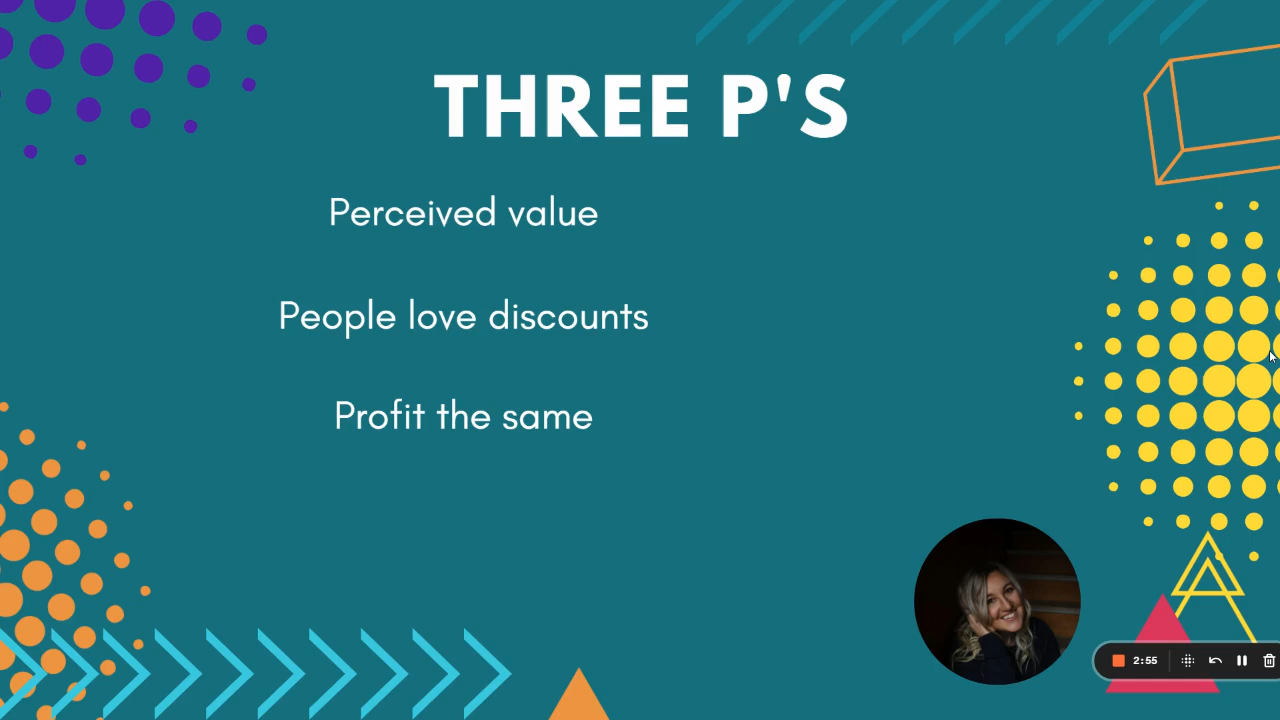 THREE P'S
Perceived value
People love discounts
Profit the same
2:55